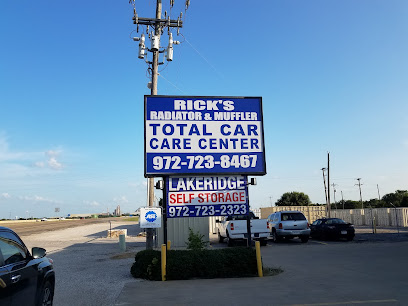 RICK'S
RADIATOR & MUFFLER
TOTAL CAR
CARE CENTER
972-723-8467
LAKERIDGE
SELF STORAGE
972-723-2323